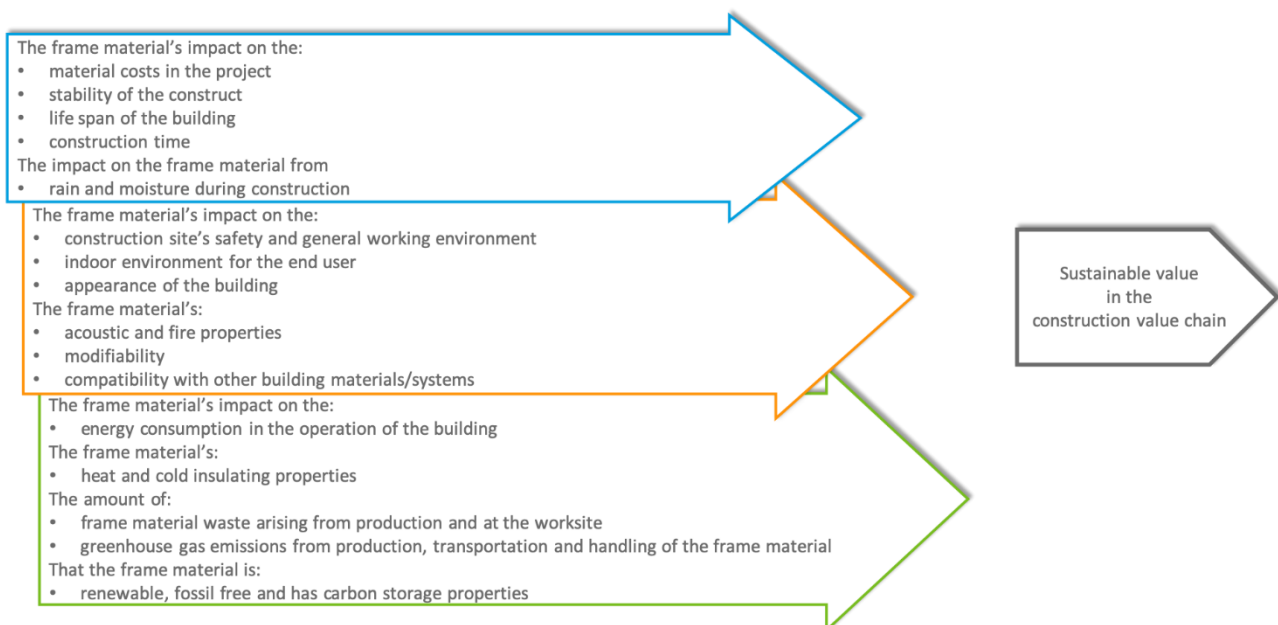 The frame material's impact on the:
• material costs in the project
• stability of the construct
• life span of the building
• construction time
The impact on the frame material from
• rain and moisture during construction
The frame material's impact on the:
• construction site's safety and general working environment
• indoor environment for the end user
• appearance of the building
The frame material's:
• acoustic and fire properties
• modifiability
• compatibility with other building materials/systems
The frame material's impact on the:
• energy consumption in the operation of the building
The frame material's:
• heat and cold insulating properties
The amount of:
• frame material waste arising from production and at the worksite
• greenhouse gas emissions from production, transportation and handling of the frame material
That the frame material is:
• renewable, fossil free and has carbon storage properties
Sustainable value
in the
construction value chain